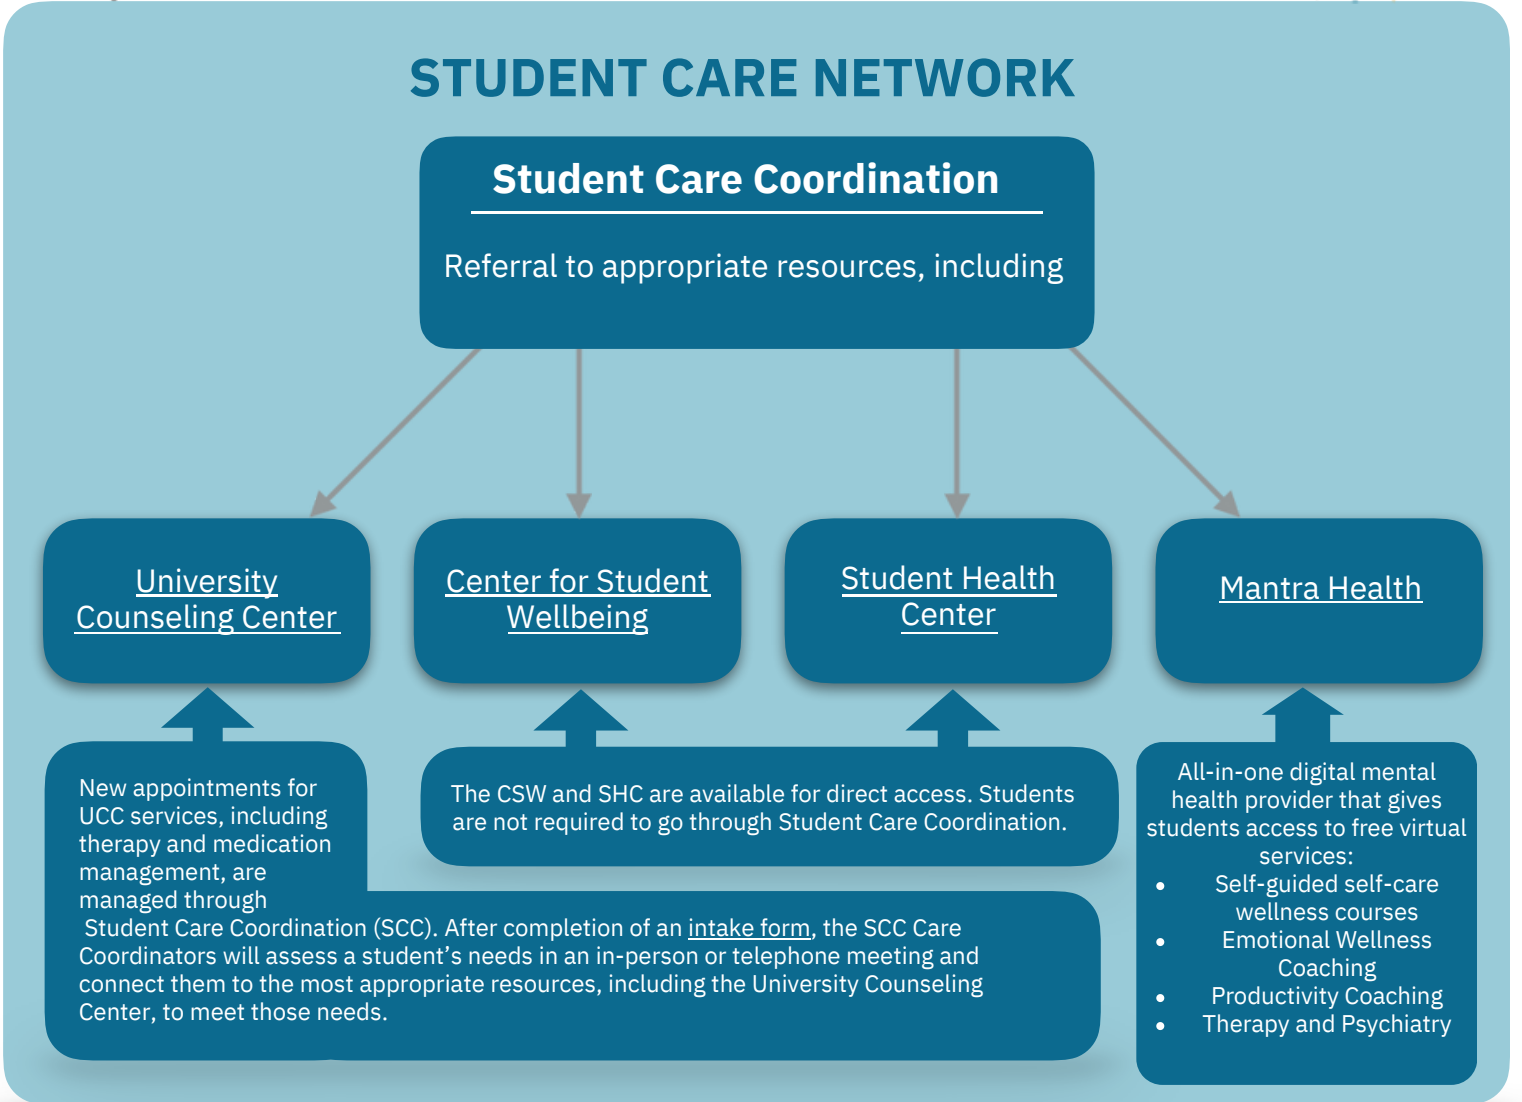 STUDENT CARE NETWORK
Student Care Coordination
Referral to appropriate resources, including
University
Counseling Center
Center for Student
Wellbeing
Student Health
Center
Mantra Health
New appointments for
UCC services, including
therapy and medication
management, are
managed through
Student Care Coordination (SCC). After completion of an intake form, the SCC Care
Coordinators will assess a student’s needs in an in-person or telephone meeting and
connect them to the most appropriate resources, including the University Counseling
Center, to meet those needs.
The CSW and SHC are available for direct access. Students
are not required to go through Student Care Coordination.
All-in-one digital mental
health provider that gives
students access to free virtual
services:
• Self-guided self-care
wellness courses
• Emotional Wellness
Coaching
• Productivity Coaching
• Therapy and Psychiatry